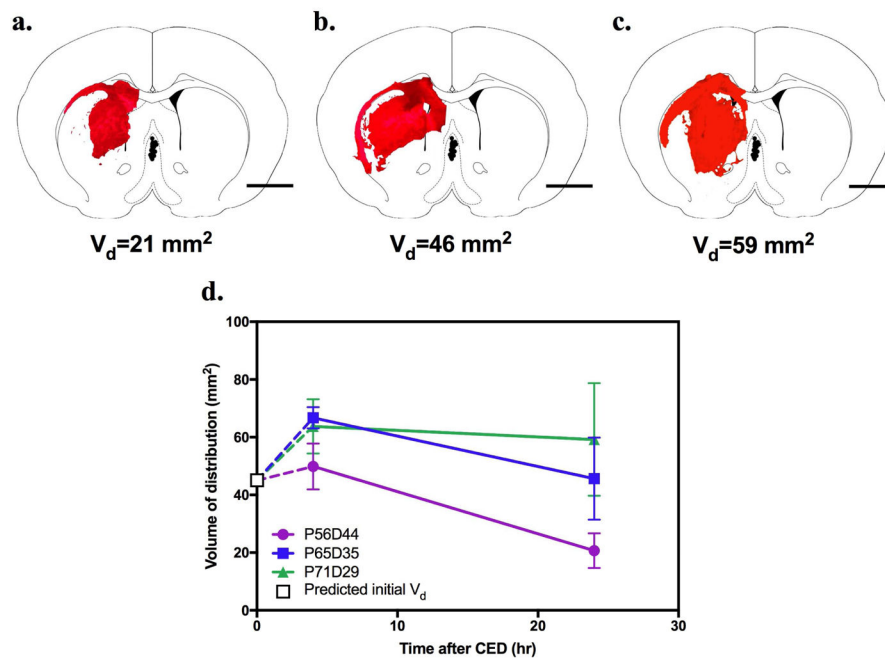 a.
b.
c.
Vd=21 mm²
Vd=46 mm²
Vd=59 mm²
d.
100
80
60
40
20
0
Volume of distribution (mm²)
P56D44
P65D35
P71D29
Predicted initial Vd
0
10
20
30
Time after CED (hr)